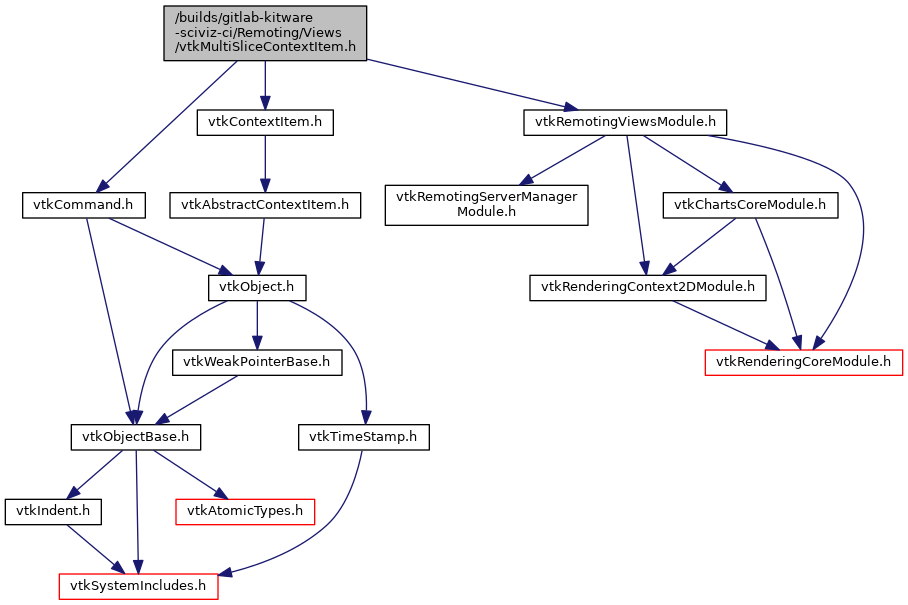 /builds/gitlab-kitware
-sciviz-ci/Remoting/Views
/vtkMultiSliceContextItem.h
vtkContextItem.h
vtkRemotingViewsModule.h
vtkCommand.h
vtkAbstractContextItem.h
vtkRemotingServerManager
Module.h
vtkChartsCoreModule.h
vtkObject.h
vtkRenderingContext2DModule.h
vtkWeakPointerBase.h
vtkRenderingCoreModule.h
vtkObjectBase.h
vtkTimeStamp.h
vtkIndent.h
vtkAtomicTypes.h
vtkSystemIncludes.h